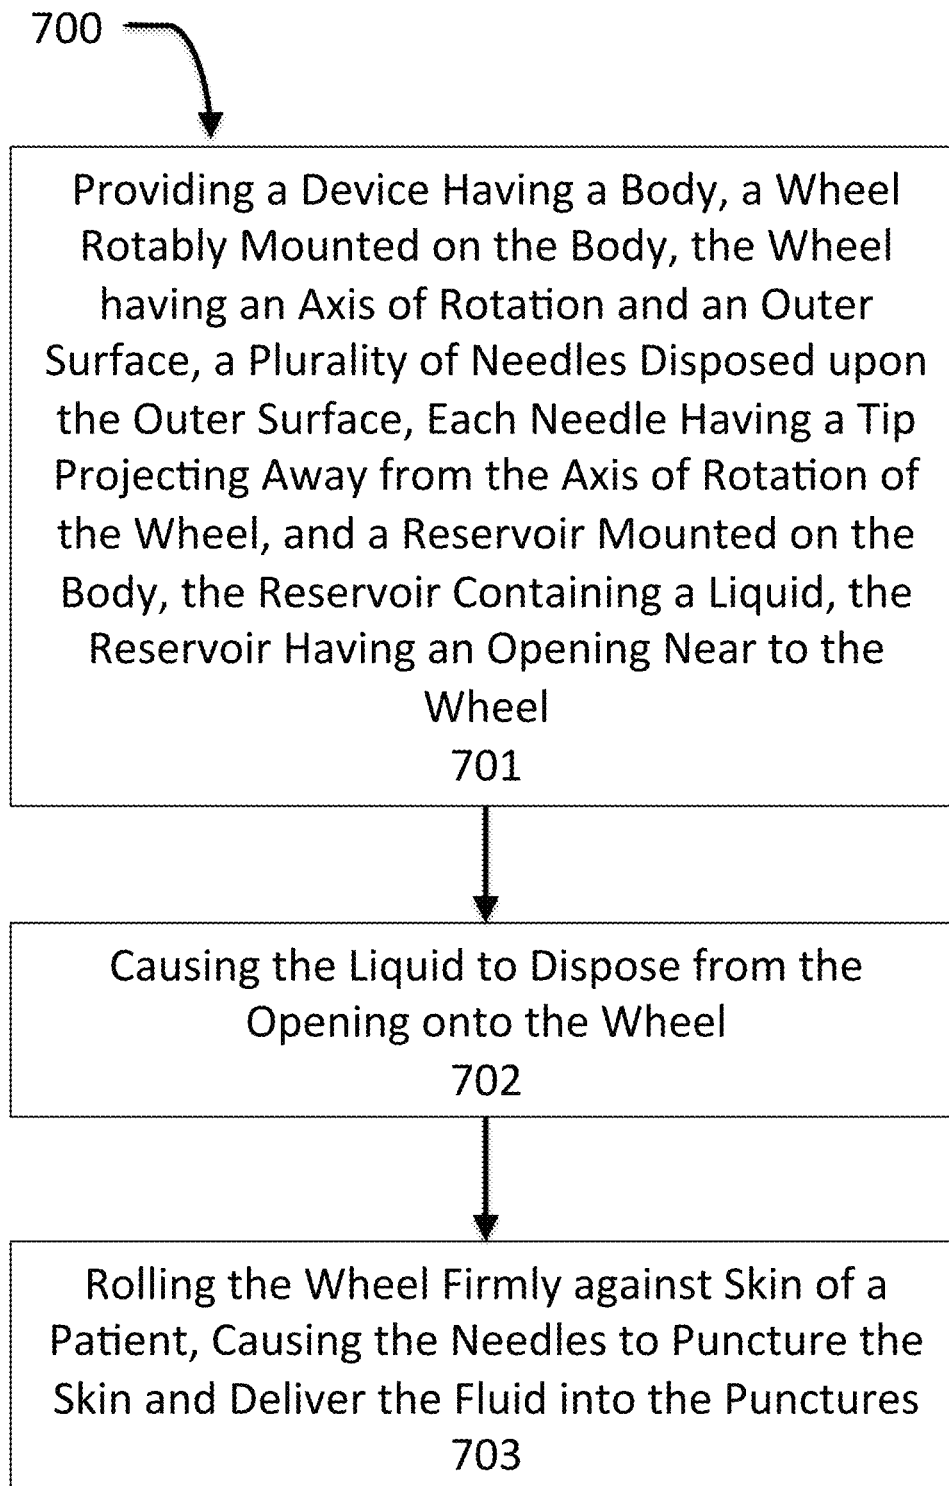 700
Providing a Device Having a Body, a Wheel
Rotably Mounted on the Body, the Wheel
having an Axis of Rotation and an Outer
Surface, a Plurality of Needles Disposed upon
the Outer Surface, Each Needle Having a Tip
Projecting Away from the Axis of Rotation of
the Wheel, and a Reservoir Mounted on the
Body, the Reservoir Containing a Liquid, the
Reservoir Having an Opening Near to the
Wheel
701
Causing the Liquid to Dispose from the
Opening onto the Wheel
702
Rolling the Wheel Firmly against Skin of a
Patient, Causing the Needles to Puncture the
Skin and Deliver the Fluid into the Punctures
703